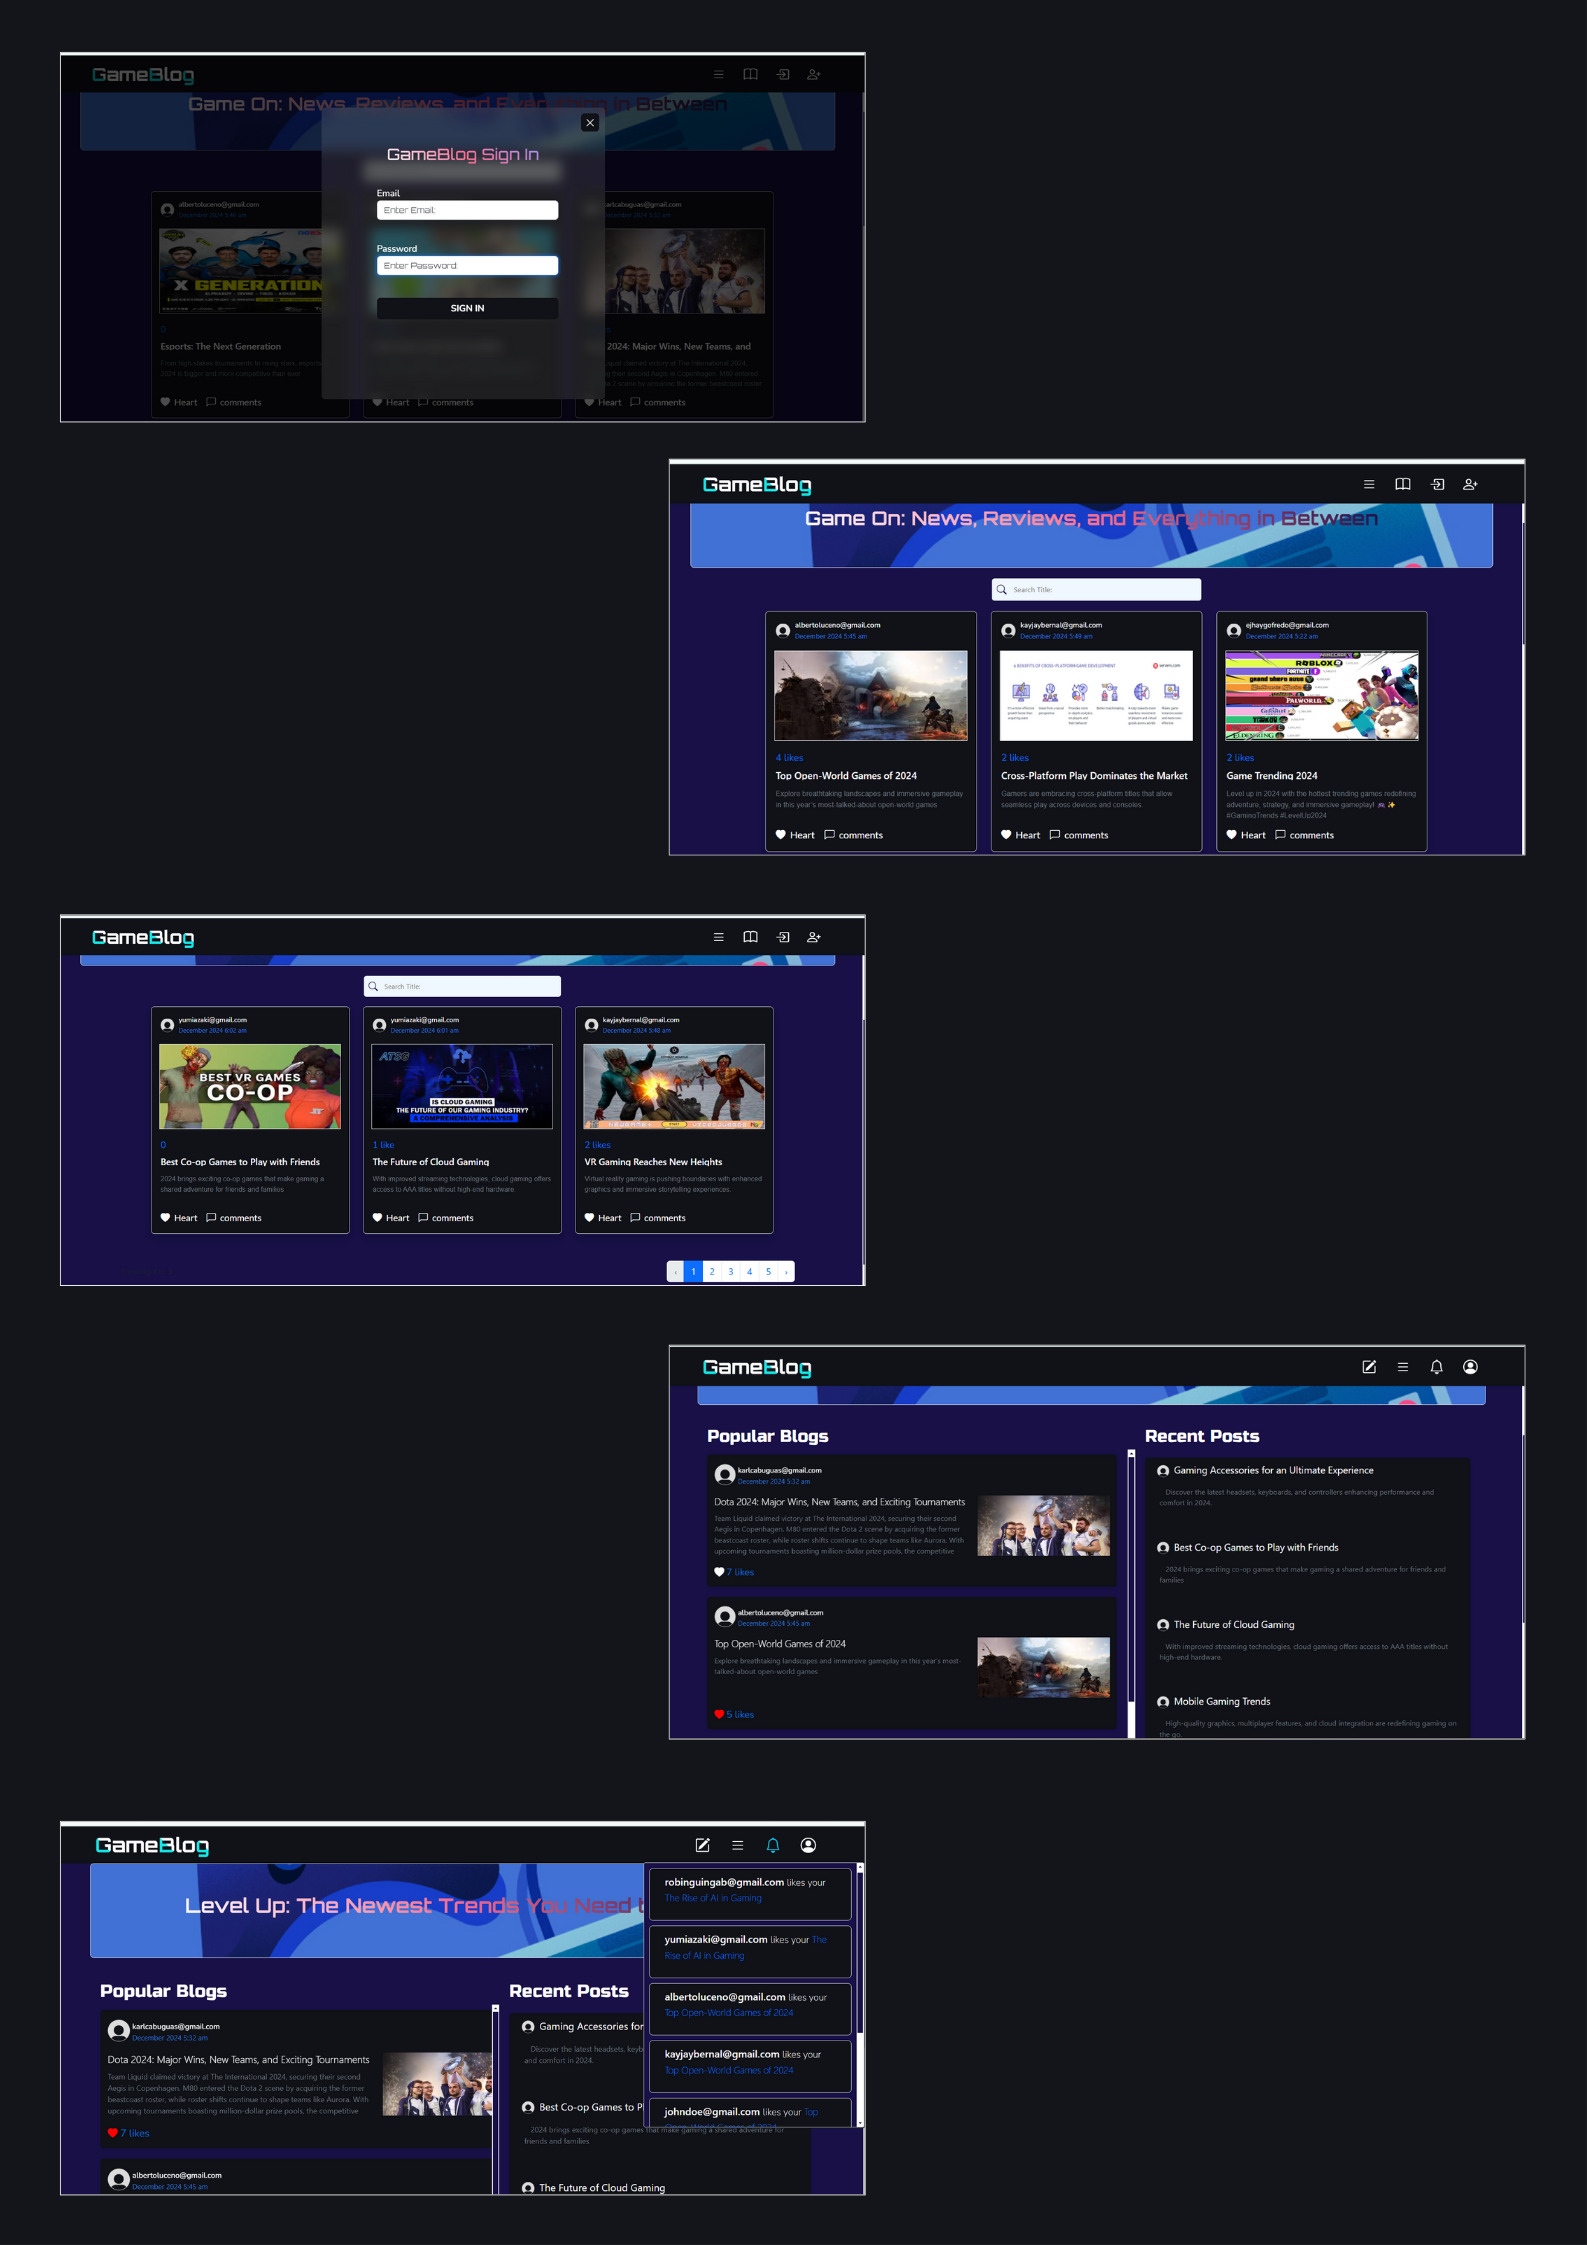 GameBlog
Game On: News, Reviews, and Everything in Between
GameBlog Sign In
Email
Enter Email:
Password
Enter Password:
SIGN IN
albertoluceno@gmail.com
December 2024 5:46 am
X GENERATION
0
Esports: The Next Generation
2024 is bigger and more competitive than ever
Heart comments
Heart comments
karlcabuguas@gmail.com
2024: Major Wins, New Teams, and
Heart comments
GameBlog
Game On: News, Reviews, and Everything in Between
Search Title:
albertoluceno@gmail.com
December 2024 5:45 am
4 likes
Top Open-World Games of 2024
Explore breathtaking landscapes and immersive gameplay
in this year's most-talked-about open-world games
Heart comments
kayjaybernal@gmail.com
December 2024 5:49 am
6 BENEFITS OF CROSS-PLATFORM GAME DEVELOPMENT
servers.com
2 likes
Cross-Platform Play Dominates the Market
Gamers are embracing cross-platform titles that allow
seamless play across devices and consoles.
Heart comments
ejhaygofredo@gmail.com
December 2024 5:22 am
MINECRAFT
ROBLOX
FORTNITE
grand theft auto
PALWORLD
Genshin
TARKOV
ELDEN RING
2 likes
Game Trending 2024
Level up in 2024 with the hottest trending games redefining
adventure, strategy, and immersive gameplay! 🎮 ✨
#GamingTrends #LevelUp2024
Heart comments
GameBlog
Search Title:
yumiazaki@gmail.com
December 2024 6:02 am
BEST VR GAMES
CO-OP
0
Best Co-op Games to Play with Friends
2024 brings exciting co-op games that make gaming a
shared adventure for friends and families
Heart comments
yumiazaki@gmail.com
December 2024 6:01 am
ATSG
IS CLOUD GAMING
THE FUTURE OF OUR GAMING INDUSTRY?
A COMPREHENSIVE ANALYSIS
1 like
The Future of Cloud Gaming
With improved streaming technologies, cloud gaming offers
access to AAA titles without high-end hardware.
Heart comments
kayjaybernal@gmail.com
December 2024 5:48 am
2 likes
VR Gaming Reaches New Heights
Virtual reality gaming is pushing boundaries with enhanced
graphics and immersive storytelling experiences.
Heart comments
‹ 1 2 3 4 5 ›
GameBlog
Popular Blogs
karlcabuguas@gmail.com
December 2024 5:32 am
Dota 2024: Major Wins, New Teams, and Exciting Tournaments
Team Liquid claimed victory at The International 2024, securing their second
Aegis in Copenhagen. M80 entered the Dota 2 scene by acquiring the former
beastcoast roster, while roster shifts continue to shape teams like Aurora. With
upcoming tournaments boasting million-dollar prize pools, the competitive
7 likes
albertoluceno@gmail.com
December 2024 5:45 am
Top Open-World Games of 2024
Explore breathtaking landscapes and immersive gameplay in this year's most-
talked-about open-world games
5 likes
Recent Posts
Gaming Accessories for an Ultimate Experience
Discover the latest headsets, keyboards, and controllers enhancing performance and
comfort in 2024.
Best Co-op Games to Play with Friends
2024 brings exciting co-op games that make gaming a shared adventure for friends and
families
The Future of Cloud Gaming
With improved streaming technologies, cloud gaming offers access to AAA titles without
high-end hardware.
Mobile Gaming Trends
High-quality graphics, multiplayer features, and cloud integration are redefining gaming on
the go.
GameBlog
Level Up: The Newest Trends You Need t
Popular Blogs
karlcabuguas@gmail.com
December 2024 5:32 am
Dota 2024: Major Wins, New Teams, and Exciting Tournaments
Team Liquid claimed victory at The International 2024, securing their second
Aegis in Copenhagen. M80 entered the Dota 2 scene by acquiring the former
beastcoast roster, while roster shifts continue to shape teams like Aurora. With
upcoming tournaments boasting million-dollar prize pools, the competitive
7 likes
albertoluceno@gmail.com
December 2024 5:45 am
Recent Posts
Gaming Accessories for
Discover the latest headsets, keyb
and comfort in 2024.
Best Co-op Games to P
2024 brings exciting co-op games that make gaming a shared adventure for
friends and families
The Future of Cloud Gaming
robinguingab@gmail.com likes your
The Rise of AI in Gaming
yumiazaki@gmail.com likes your The
Rise of AI in Gaming
albertoluceno@gmail.com likes your
Top Open-World Games of 2024
kayjaybernal@gmail.com likes your
Top Open-World Games of 2024
johndoe@gmail.com likes your Top
Open-World Games of 2024